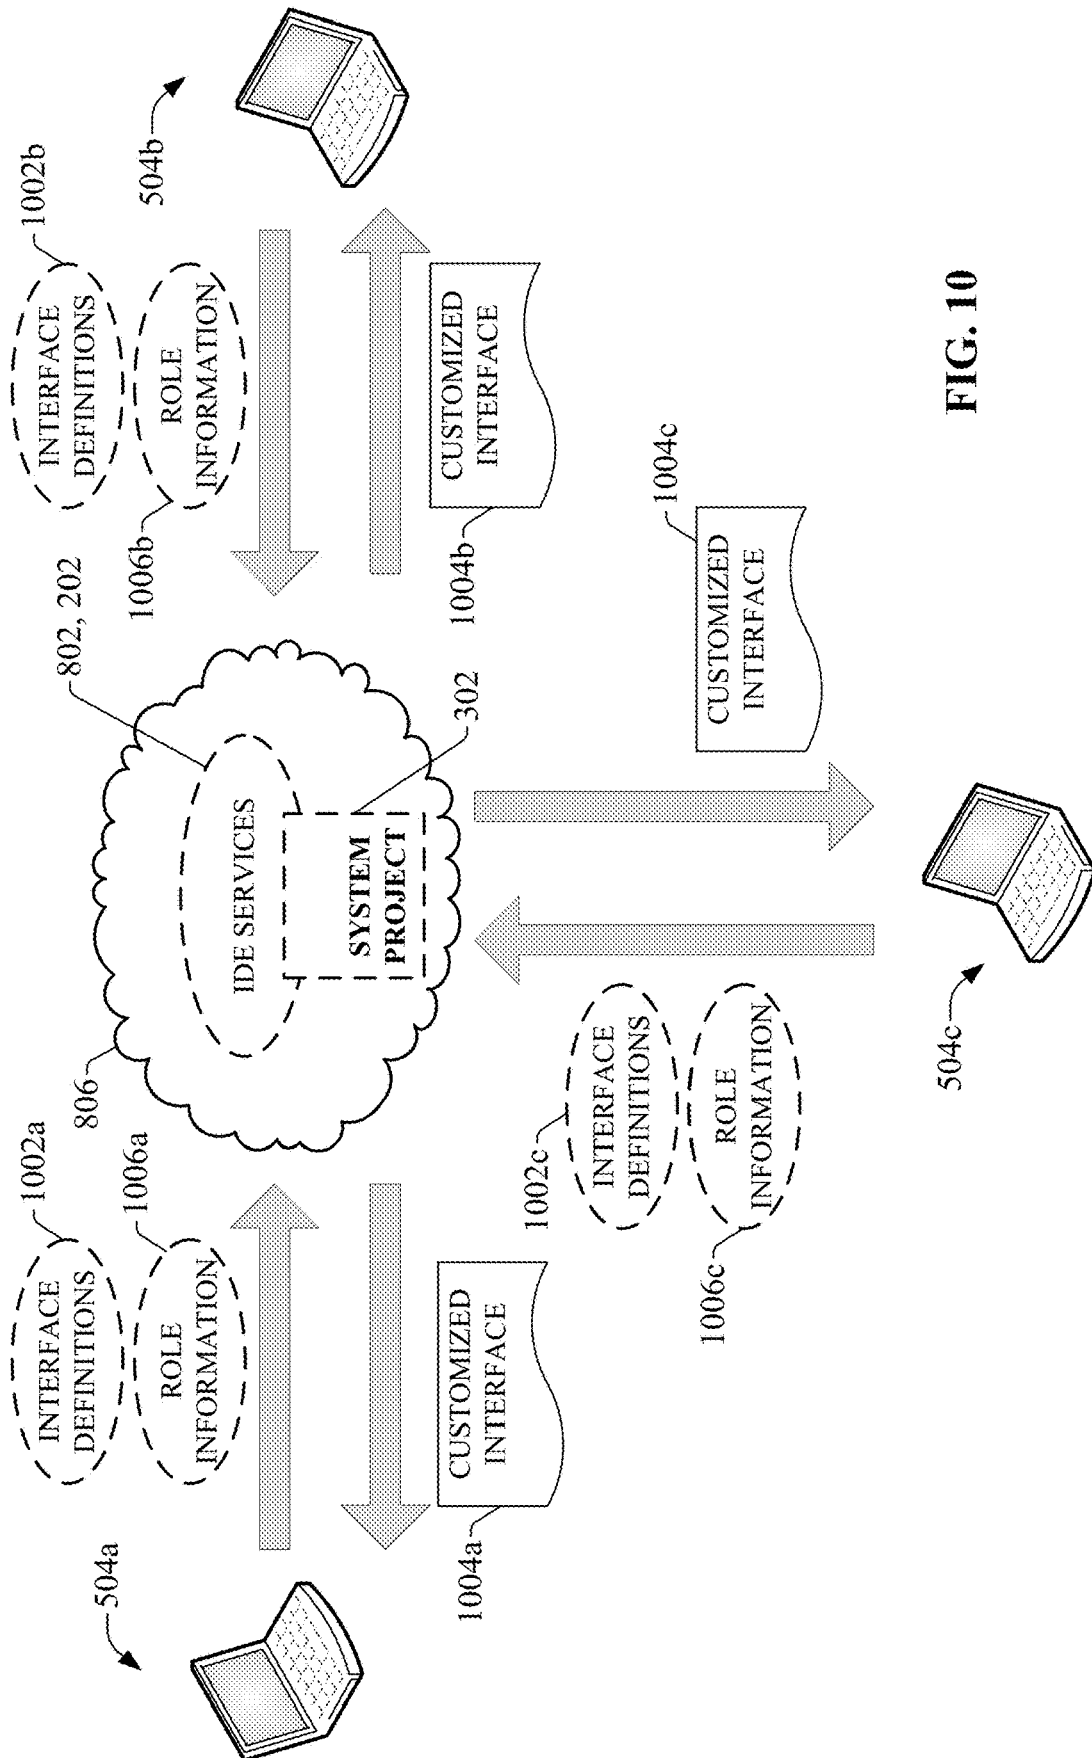 504a
1002a
INTERFACE
DEFINITIONS
1006a
ROLE
INFORMATION
CUSTOMIZED
INTERFACE
1004a
806
IDE SERVICES
802, 202
SYSTEM
PROJECT
302
1002b
INTERFACE
DEFINITIONS
ROLE
INFORMATION
1006b
504b
CUSTOMIZED
INTERFACE
1004b
1002c
INTERFACE
DEFINITIONS
ROLE
INFORMATION
1006c
CUSTOMIZED
INTERFACE
1004c
504c
FIG. 10